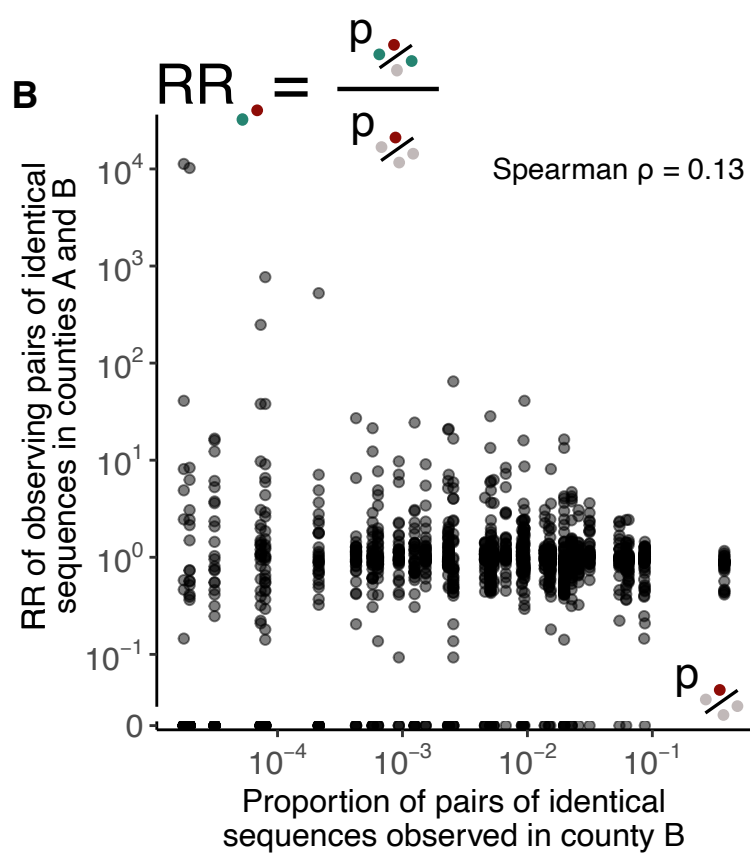 p
B RR =
p
Spearman ρ = 0.13
RR of observing pairs of identical
sequences in counties A and B
10⁴
10³
10²
10¹
10⁰
10⁻¹
0
p
10⁻⁴ 10⁻³ 10⁻² 10⁻¹
Proportion of pairs of identical
sequences observed in county B